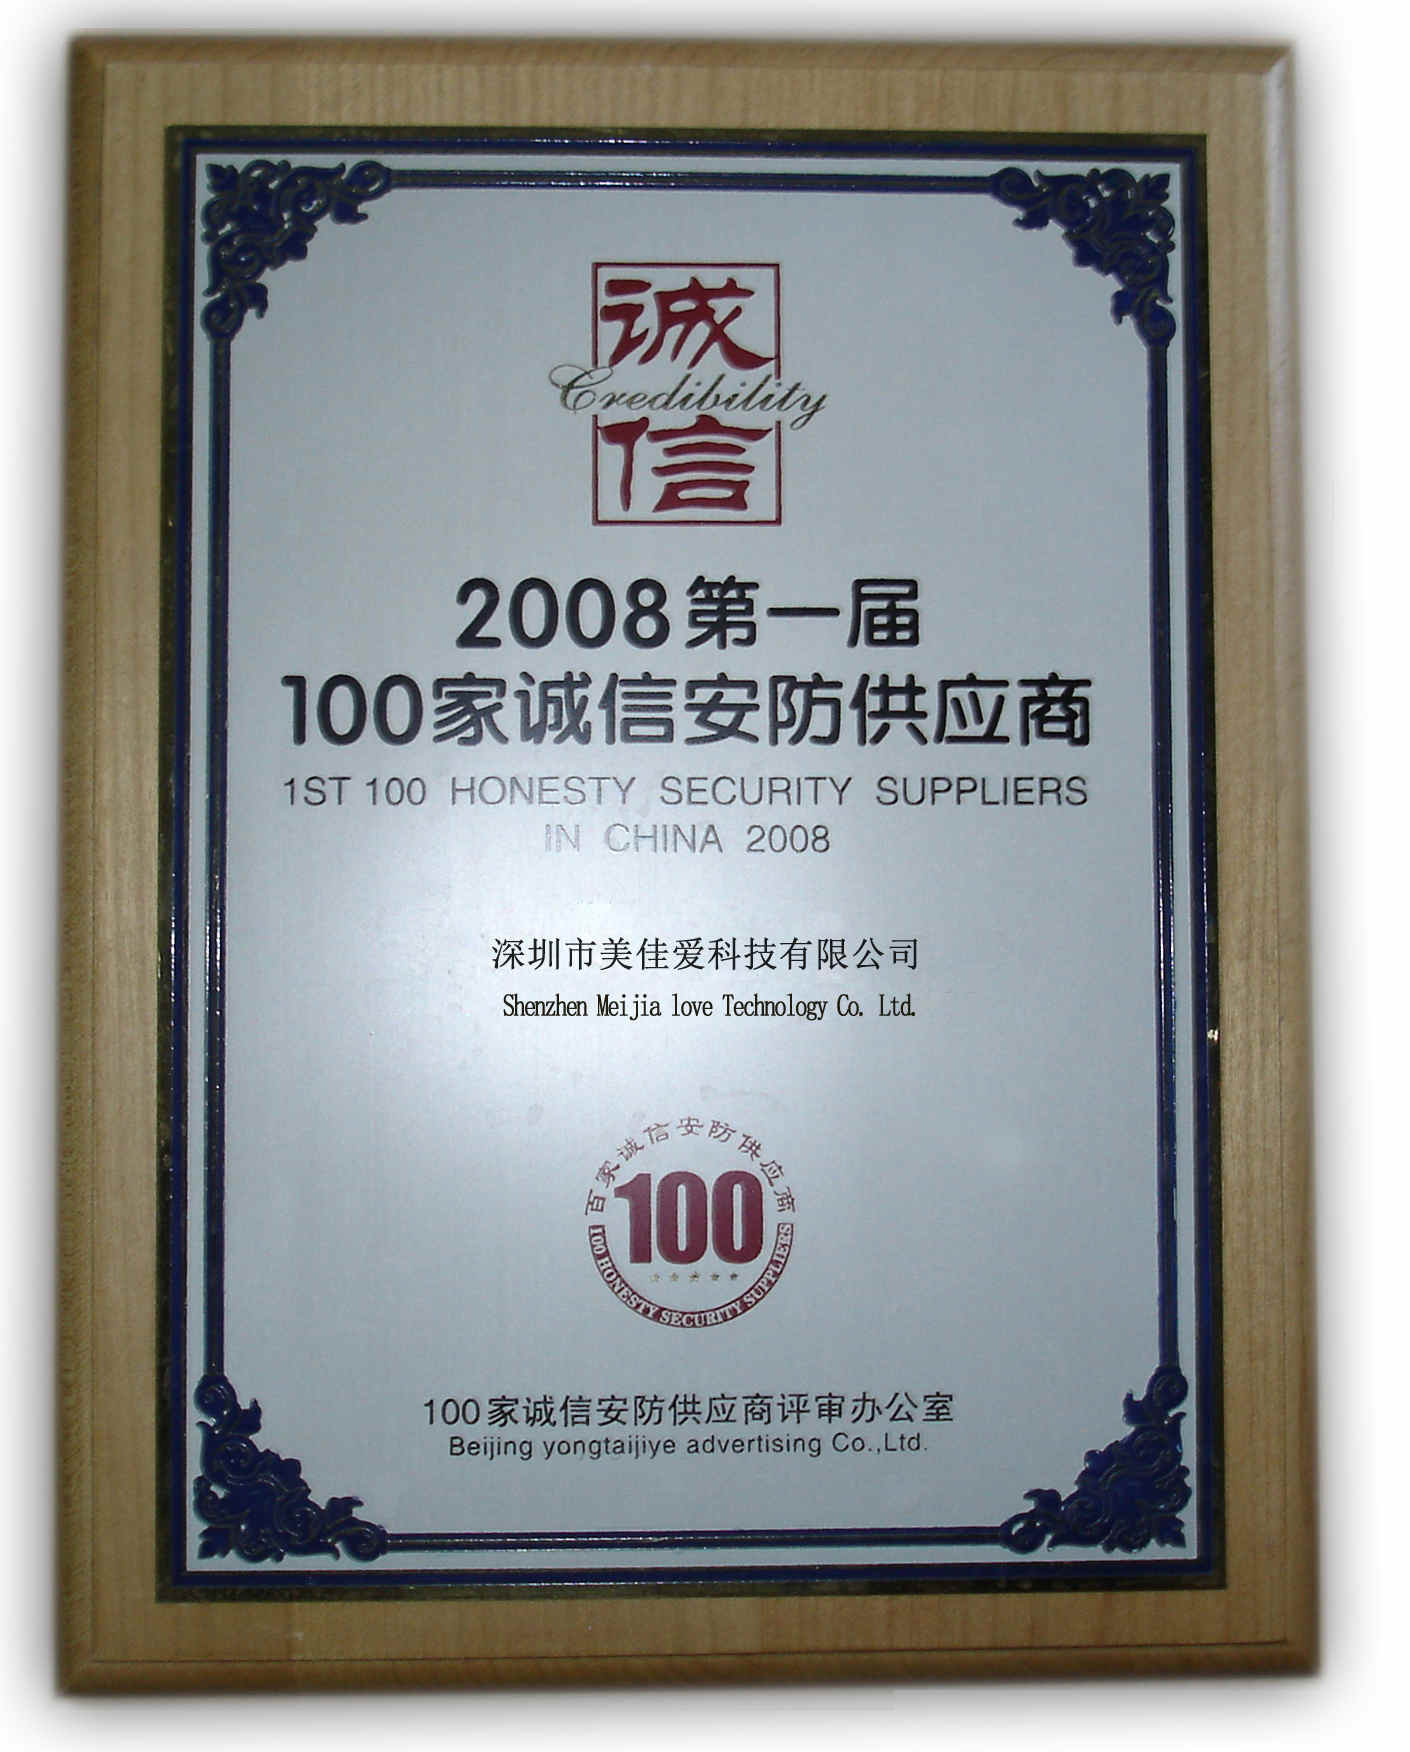 诚
Credibility
信
2008第一届
100家诚信安防供应商
1ST 100 HONESTY SECURITY SUPPLIERS
IN CHINA 2008
深圳市美佳爱科技有限公司
Shenzhen Meijia love Technology Co. Ltd.
百家诚信安防供应商
100
100 HONESTY SECURITY SUPPLIERS
100家诚信安防供应商评审办公室
Beijing yongtaijiye advertising Co.,Ltd.